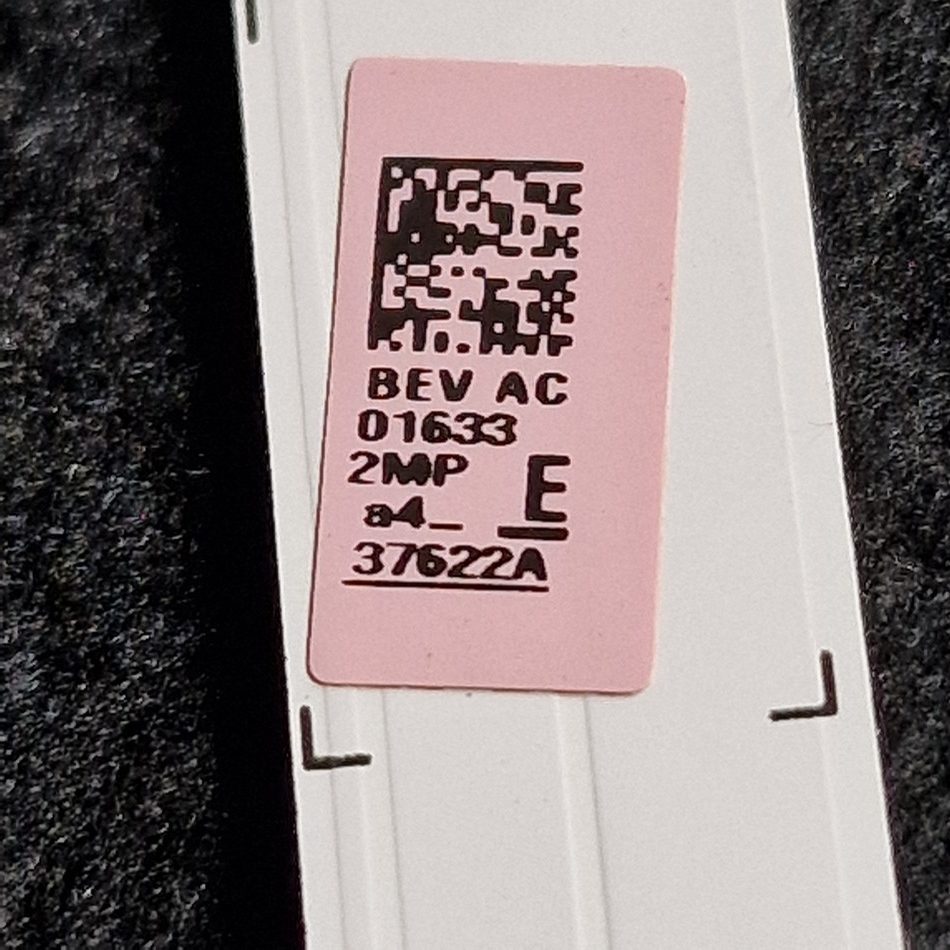 BEV AC
01633
2MP E
a4_
37622A